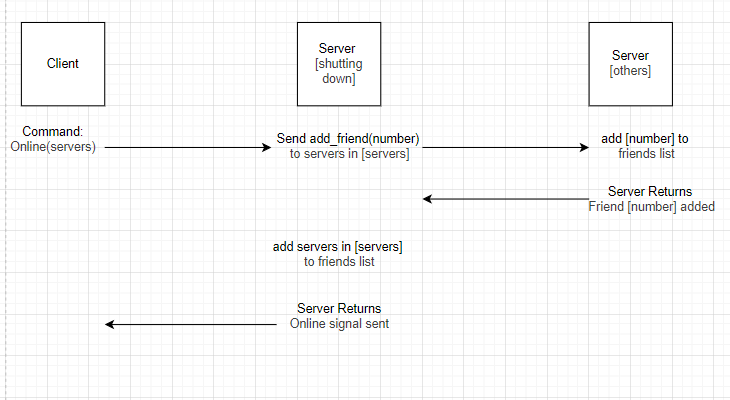 Client
Server
[shutting
down]
Server
[others]
Command:
Online(servers)
Send add_friend(number)
to servers in [servers]
add [number] to
friends list
Server Returns
Friend [number] added
add servers in [servers]
to friends list
Server Returns
Online signal sent